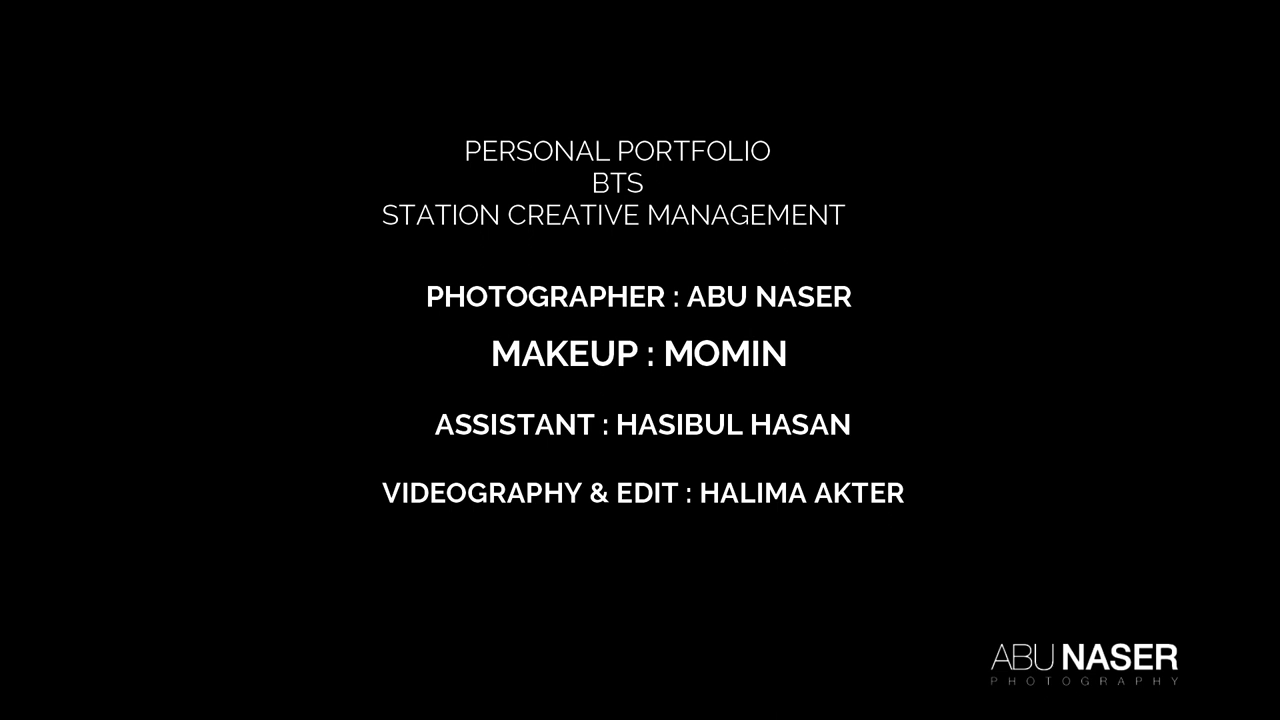 PERSONAL PORTFOLIO
BTS
STATION CREATIVE MANAGEMENT
PHOTOGRAPHER : ABU NASER
MAKEUP : MOMIN
ASSISTANT : HASIBUL HASAN
VIDEOGRAPHY & EDIT : HALIMA AKTER
ABU NASER
PHOTOGRAPHY